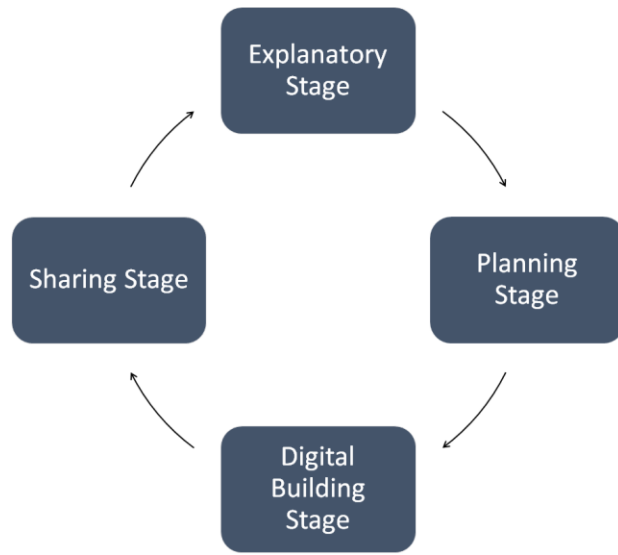 Explanatory
Stage
Planning
Stage
Digital
Building
Stage
Sharing Stage